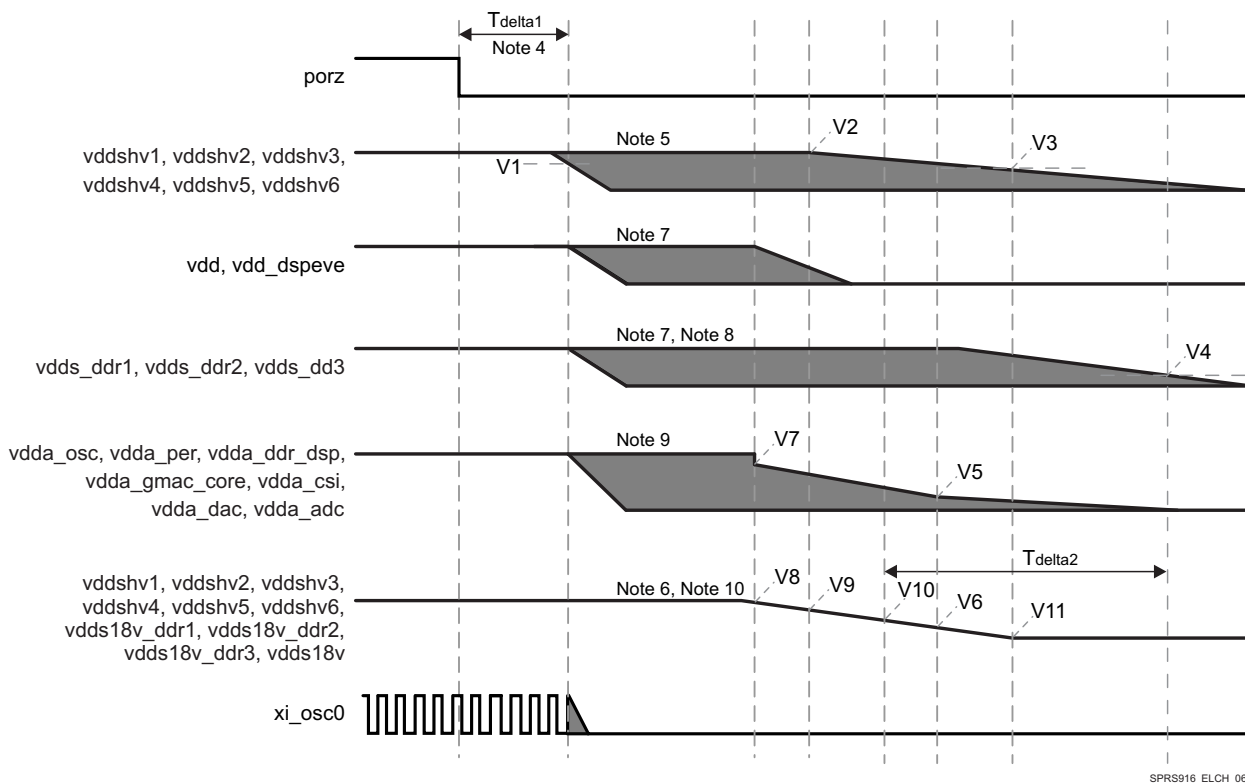 Tdelta1
Note 4
porz
Note 5
V2
V3
V1
vddshv1, vddshv2, vddshv3,
vddshv4, vddshv5, vddshv6
Note 7
vdd, vdd_dspeve
Note 7, Note 8
V4
vdds_ddr1, vdds_ddr2, vdds_dd3
Note 9
V7
V5
vdda_osc, vdda_per, vdda_ddr_dsp,
vdda_gmac_core, vdda_csi,
vdda_dac, vdda_adc
Tdelta2
Note 6, Note 10
V8
V9
V10
V6
V11
vddshv1, vddshv2, vddshv3,
vddshv4, vddshv5, vddshv6,
vdds18v_ddr1, vdds18v_ddr2,
vdds18v_ddr3, vdds18v
xi_osc0
SPRS916_ELCH_06